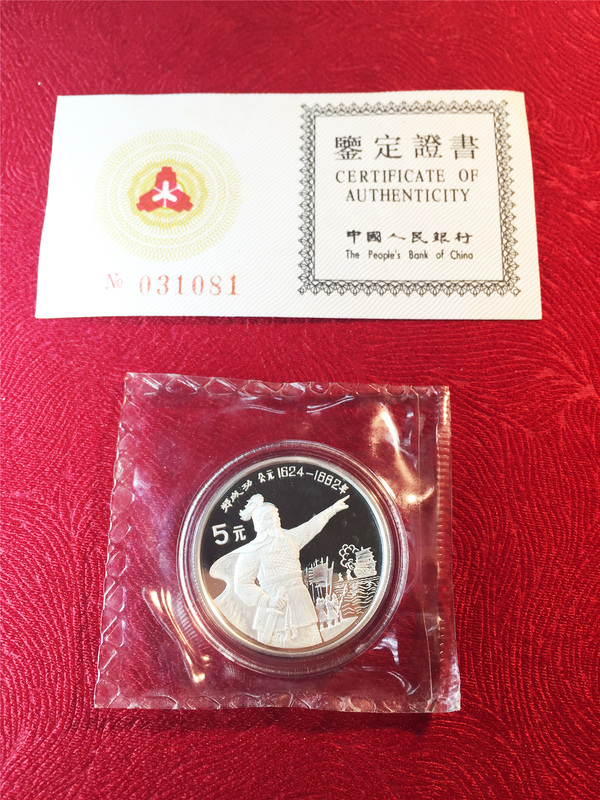 鑒定證書
CERTIFICATE OF
AUTHENTICITY
中國人民銀行
The People's Bank of China
No 031081
郑成功 公元1624-1662年
5元